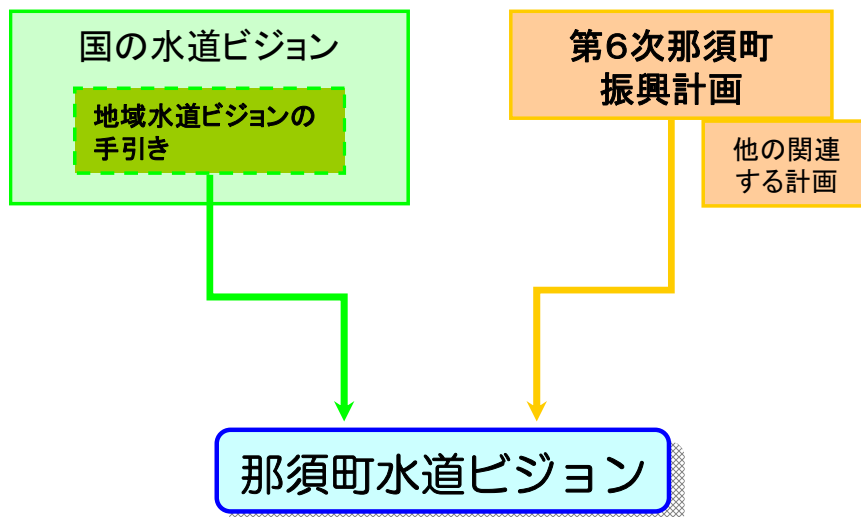 国の水道ビジョン
地域水道ビジョンの
手引き
第６次那須町
振興計画
他の関連
する計画
那須町水道ビジョン